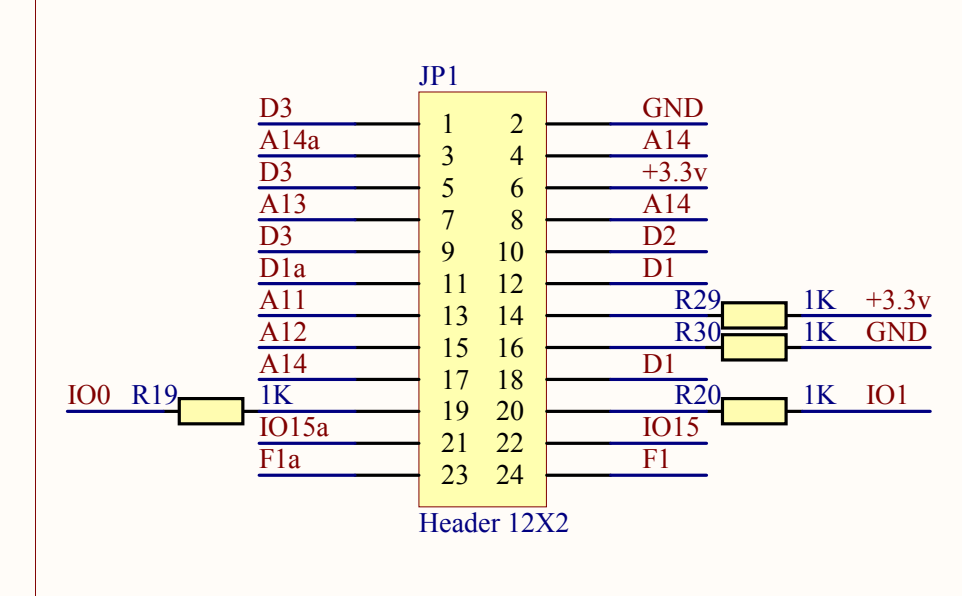 JP1
D3 1 2 GND
A14a 3 4 A14
D3 5 6 +3.3v
A13 7 8 A14
D3 9 10 D2
D1a 11 12 D1
A11 13 14 R29 1K +3.3v
A12 15 16 R30 1K GND
A14 17 18 D1
IO0 R19 1K 19 20 R20 1K IO1
IO15a 21 22 IO15
F1a 23 24 F1
Header 12X2